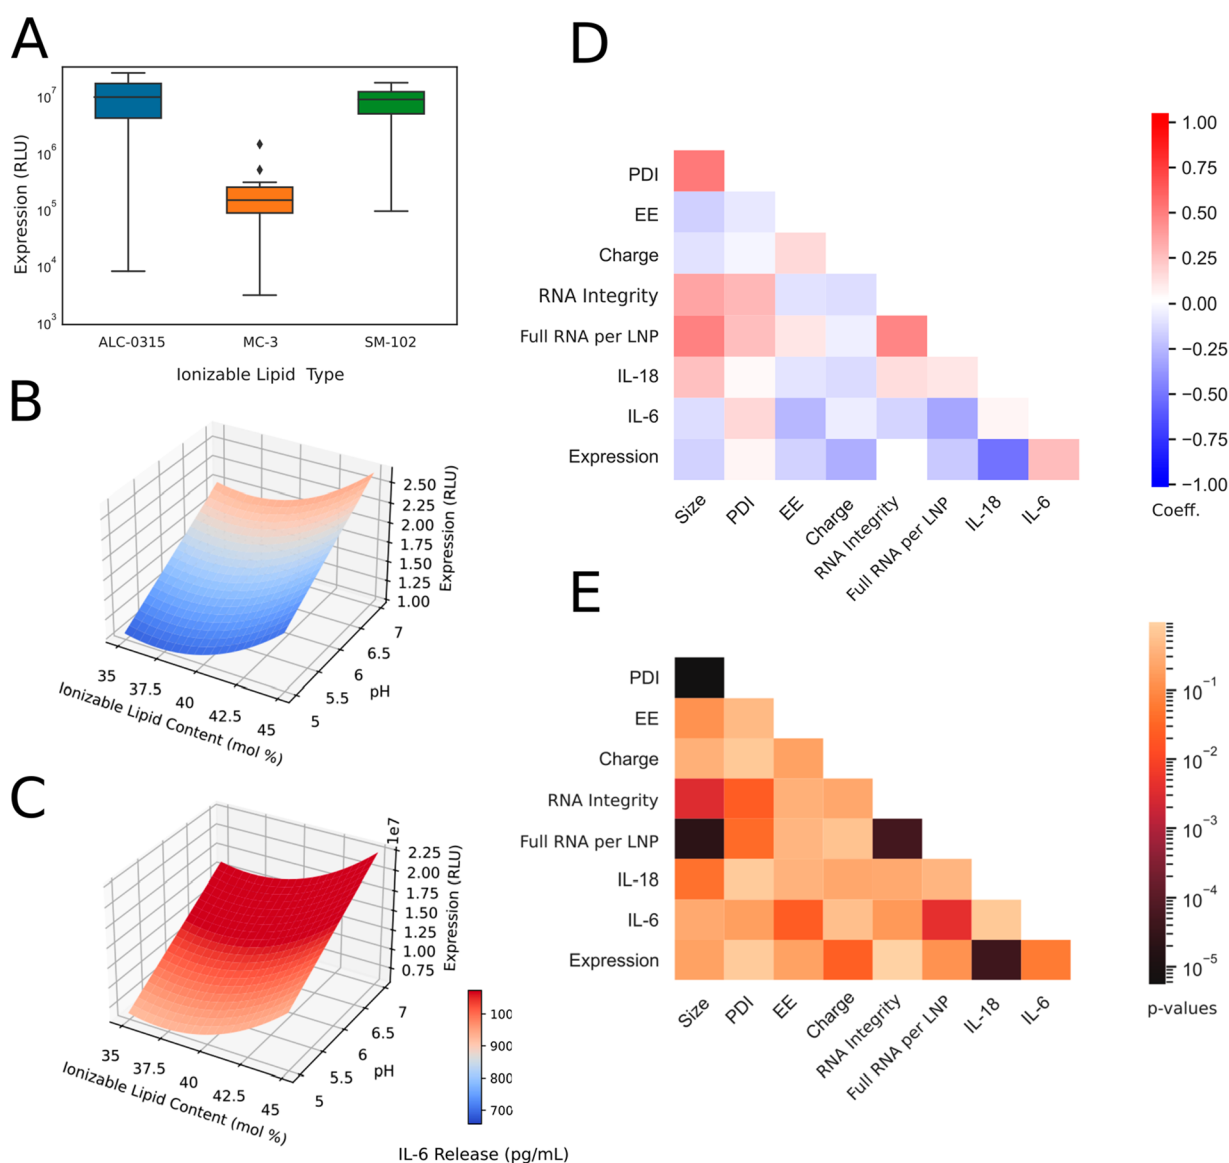 A
Expression (RLU)
10^7
10^6
10^5
10^4
10^3
ALC-0315 MC-3 SM-102
Ionizable Lipid Type
B
2.50
2.25
2.00
1.75
1.50
1.25
1.00
Expression (RLU)
35 37.5 40 42.5 45
Ionizable Lipid Content (mol %)
5 5.5 6 6.5 7
pH
C
1e7
2.25
2.00
1.75
1.50
1.25
1.00
0.75
Expression (RLU)
35 37.5 40 42.5 45
Ionizable Lipid Content (mol %)
5 5.5 6 6.5 7
pH
100
900
800
700
IL-6 Release (pg/mL)
D
PDI
EE
Charge
RNA Integrity
Full RNA per LNP
IL-18
IL-6
Expression
Size PDI EE Charge RNA Integrity Full RNA per LNP IL-18 IL-6
1.00
0.75
0.50
0.25
0.00
−0.25
−0.50
−0.75
−1.00
Coeff.
E
PDI
EE
Charge
RNA Integrity
Full RNA per LNP
IL-18
IL-6
Expression
Size PDI EE Charge RNA Integrity Full RNA per LNP IL-18 IL-6
10^−1
10^−2
10^−3
10^−4
10^−5
p-values